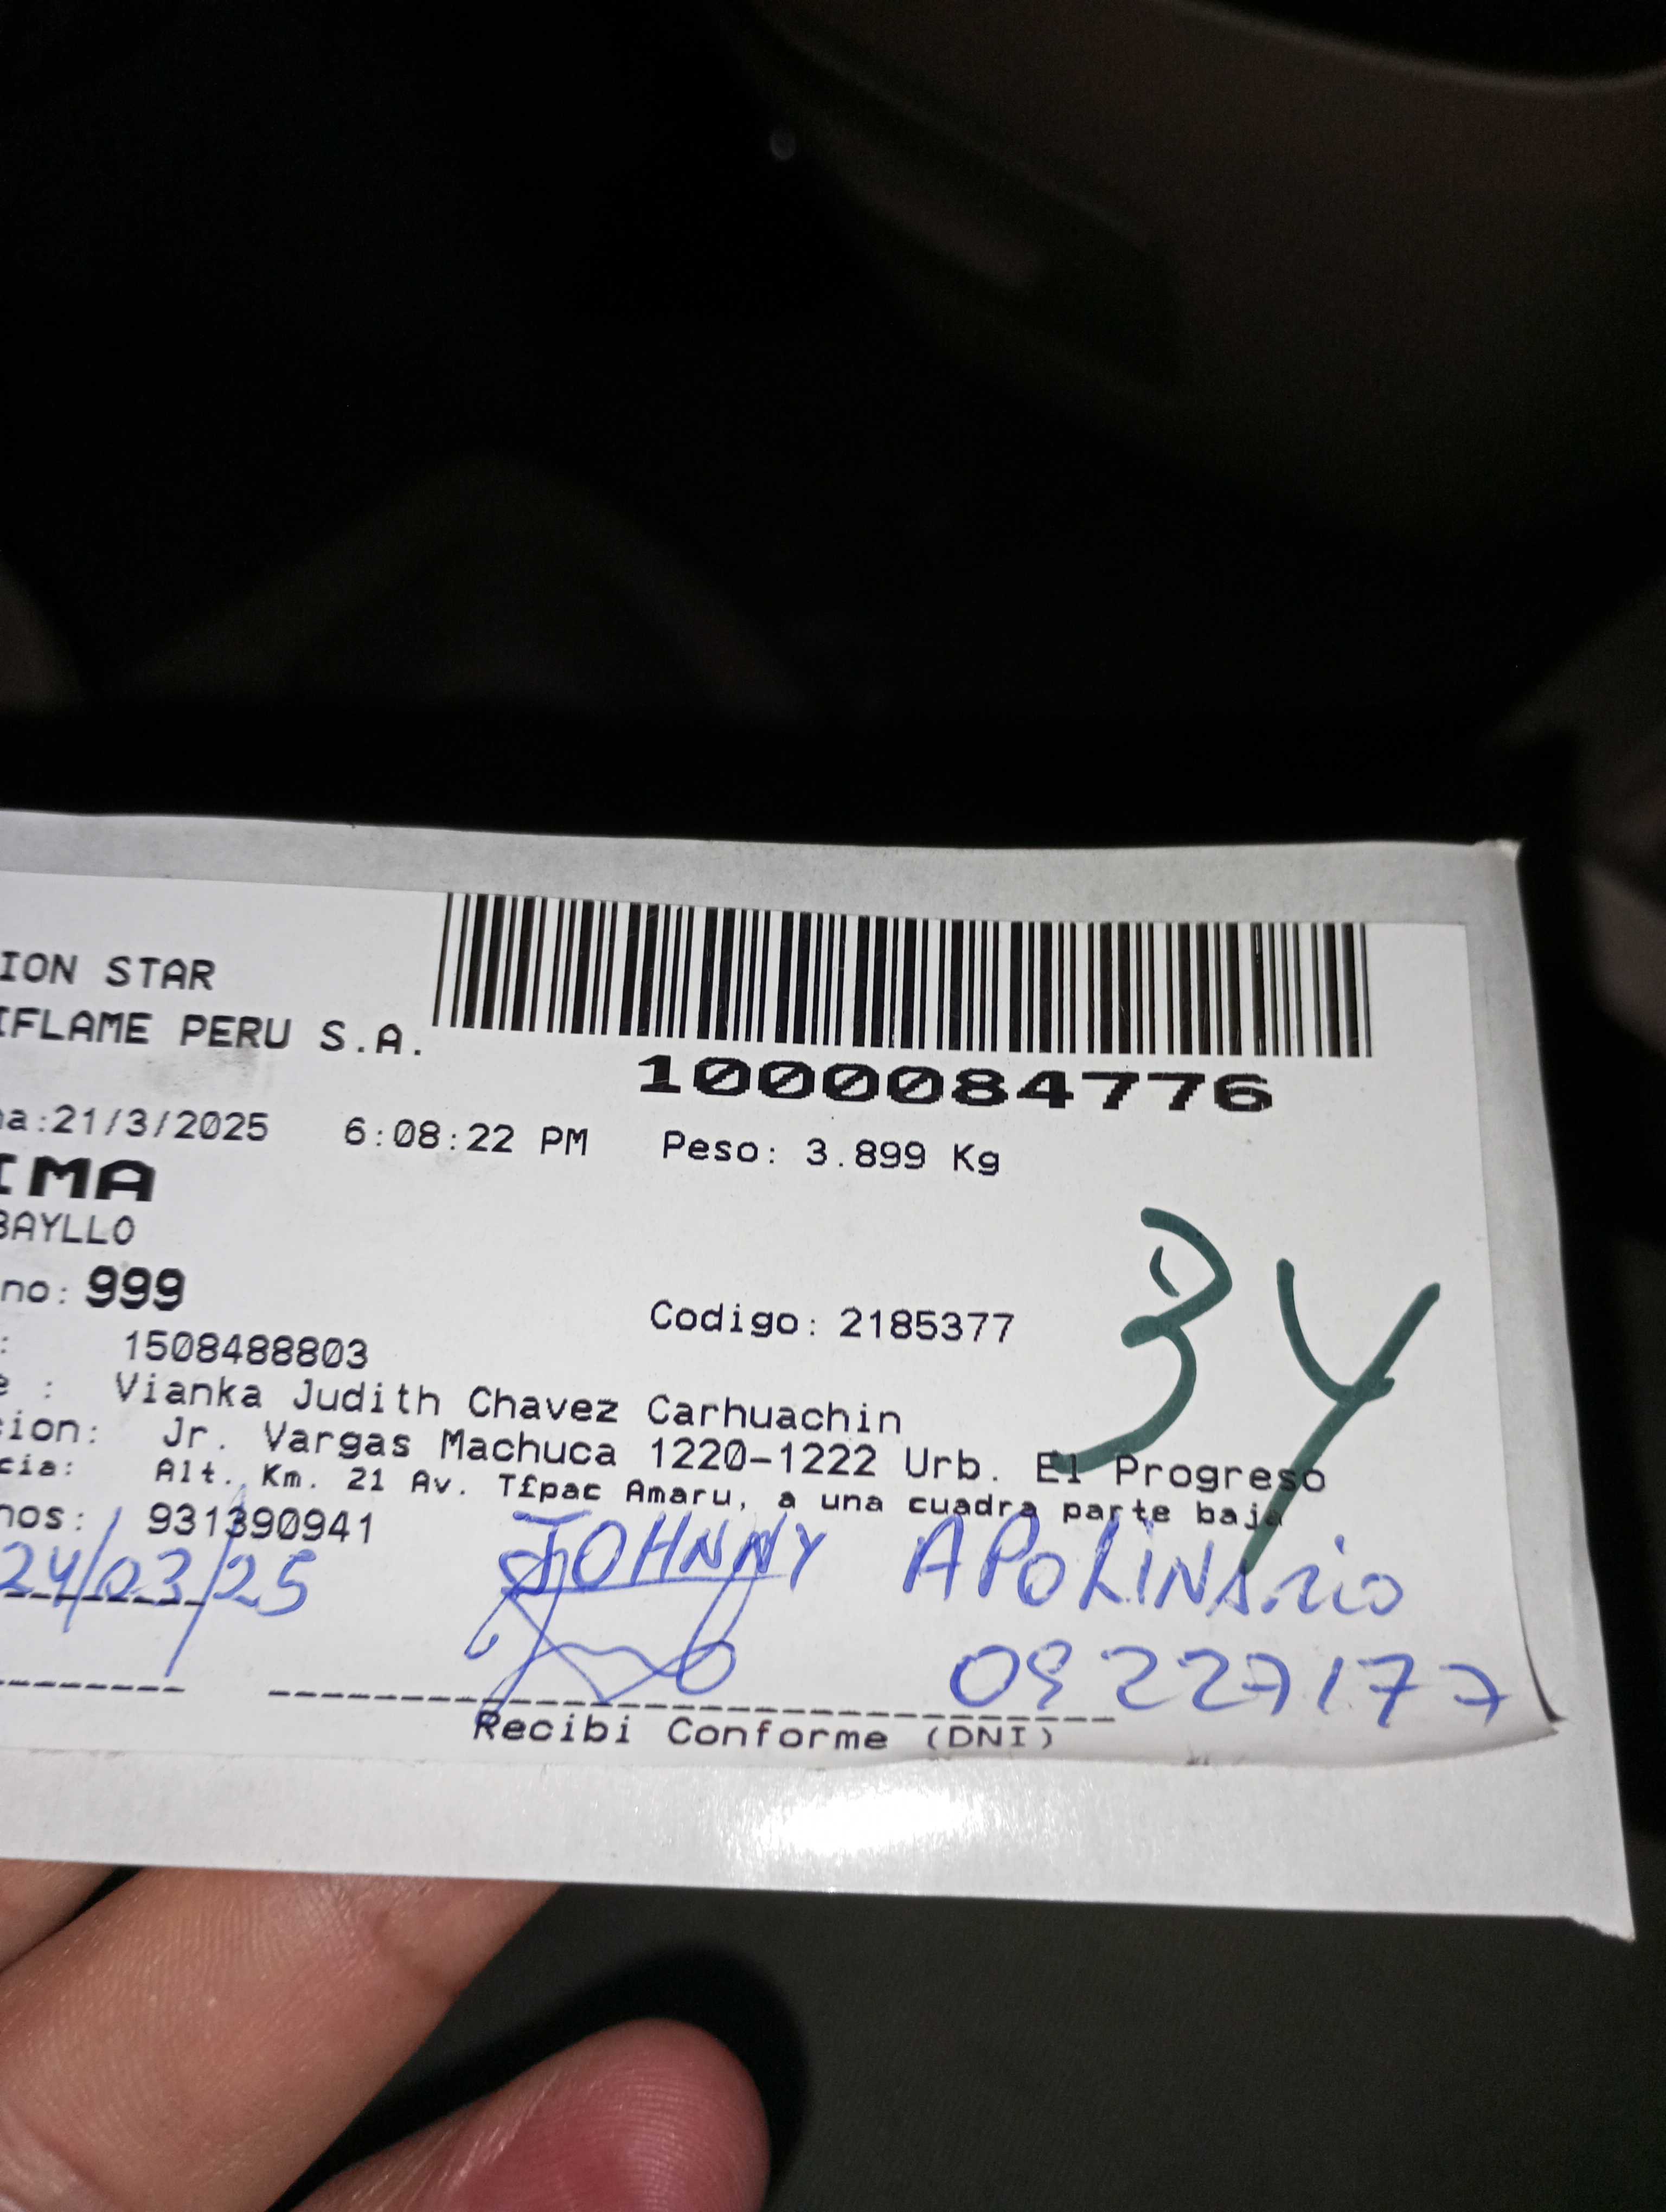 ION STAR
IFLAME PERU S.A.
1000084776
a:21/3/2025 6:08:22 PM Peso: 3.899 Kg
IMA
BAYLLO
no: 999
Codigo: 2185377
34
: 1508488803
e : Vianka Judith Chavez Carhuachin
cion: Jr. Vargas Machuca 1220-1222 Urb. El Progreso
cia: Alt. Km. 21 Av. T£pac Amaru, a una cuadra parte baja
nos: 931390941
24/03/25 JOHNNY APOLINArio
09227177
Recibi Conforme (DNI)